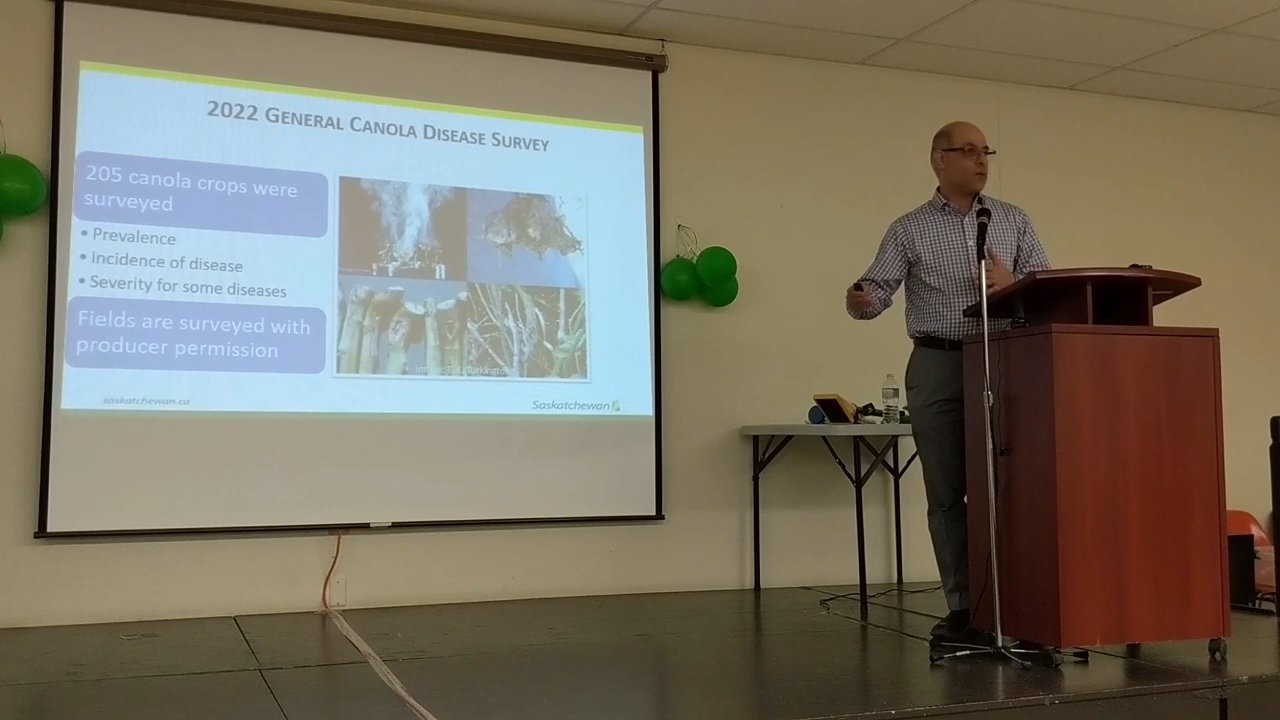 2022 GENERAL CANOLA DISEASE SURVEY
205 canola crops were
surveyed
• Prevalence
• Incidence of disease
• Severity for some diseases
Fields are surveyed with
producer permission
saskatchewan.ca
Saskatchewan